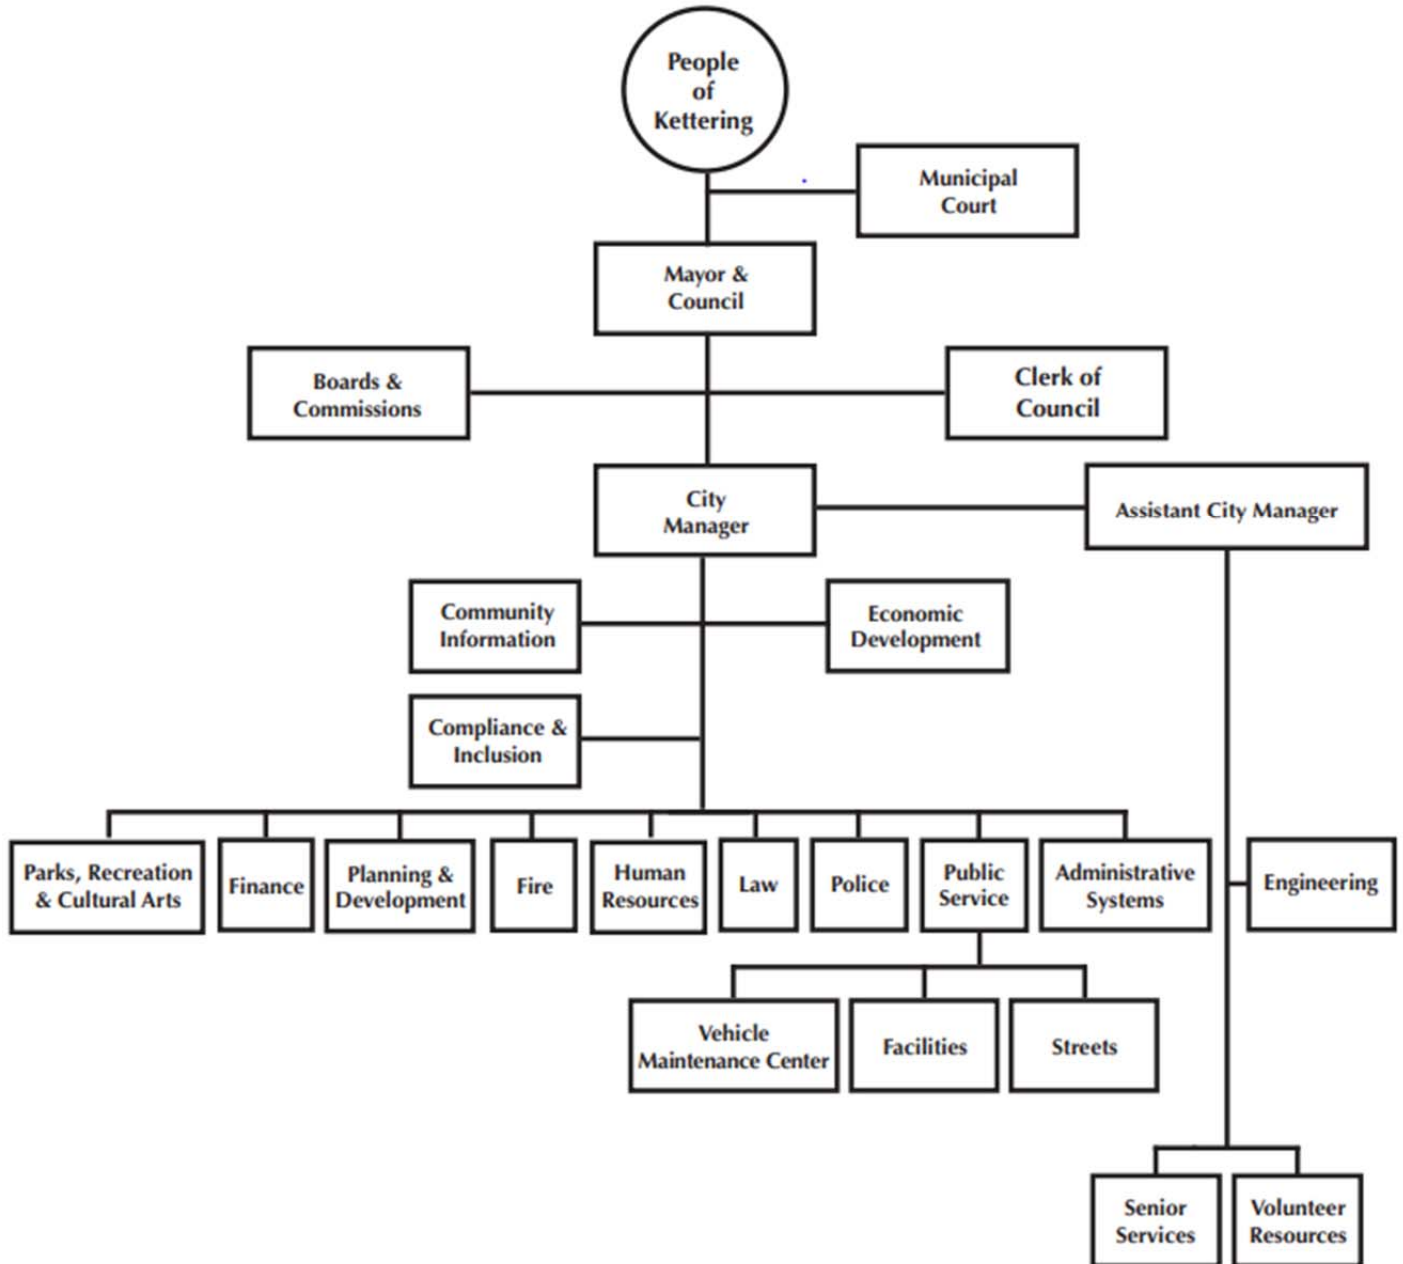 People
of
Kettering
Municipal
Court
Mayor &
Council
Boards &
Commissions
Clerk of
Council
City
Manager
Assistant City Manager
Community
Information
Economic
Development
Compliance &
Inclusion
Parks, Recreation
& Cultural Arts
Finance
Planning &
Development
Fire
Human
Resources
Law
Police
Public
Service
Administrative
Systems
Engineering
Vehicle
Maintenance Center
Facilities
Streets
Senior
Services
Volunteer
Resources